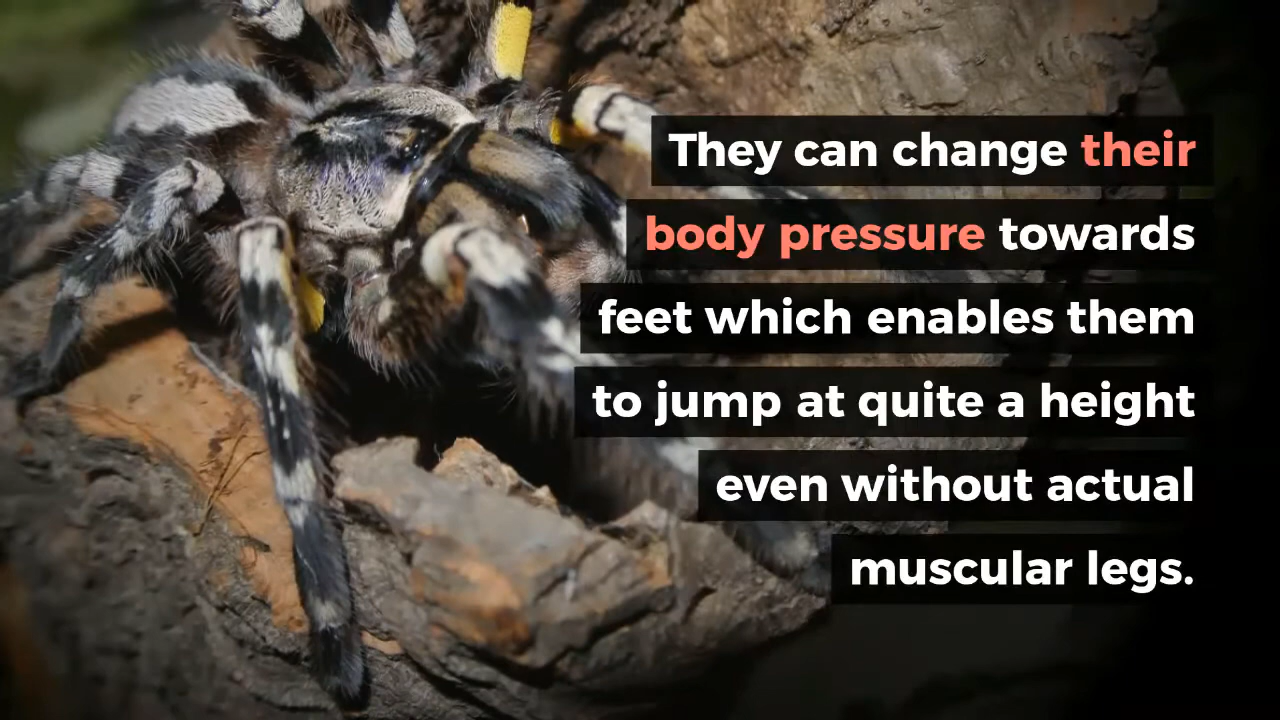 They can change their
body pressure towards
feet which enables them
to jump at quite a height
even without actual
muscular legs.